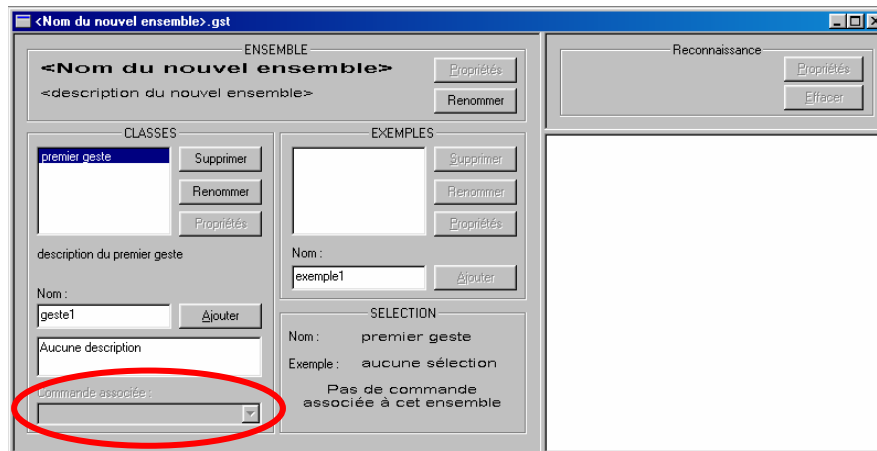 <Nom du nouvel ensemble>.gst
ENSEMBLE
<Nom du nouvel ensemble>
Propriétés
<description du nouvel ensemble>
Renommer
Reconnaissance
Propriétés
Effacer
CLASSES
premier geste
Supprimer
Renommer
Propriétés
description du premier geste
Nom :
geste1
Ajouter
Aucune description
Commande associée :
EXEMPLES
Supprimer
Renommer
Propriétés
Nom :
exemple1
Ajouter
SELECTION
Nom : premier geste
Exemple : aucune sélection
Pas de commande
associée à cet ensemble